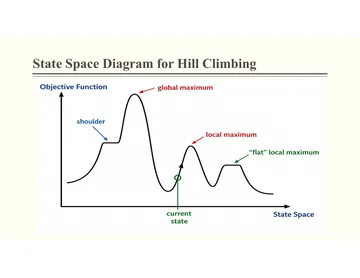 State Space Diagram for Hill Climbing
Objective Function
global maximum
shoulder
local maximum
"flat" local maximum
current
state
State Space